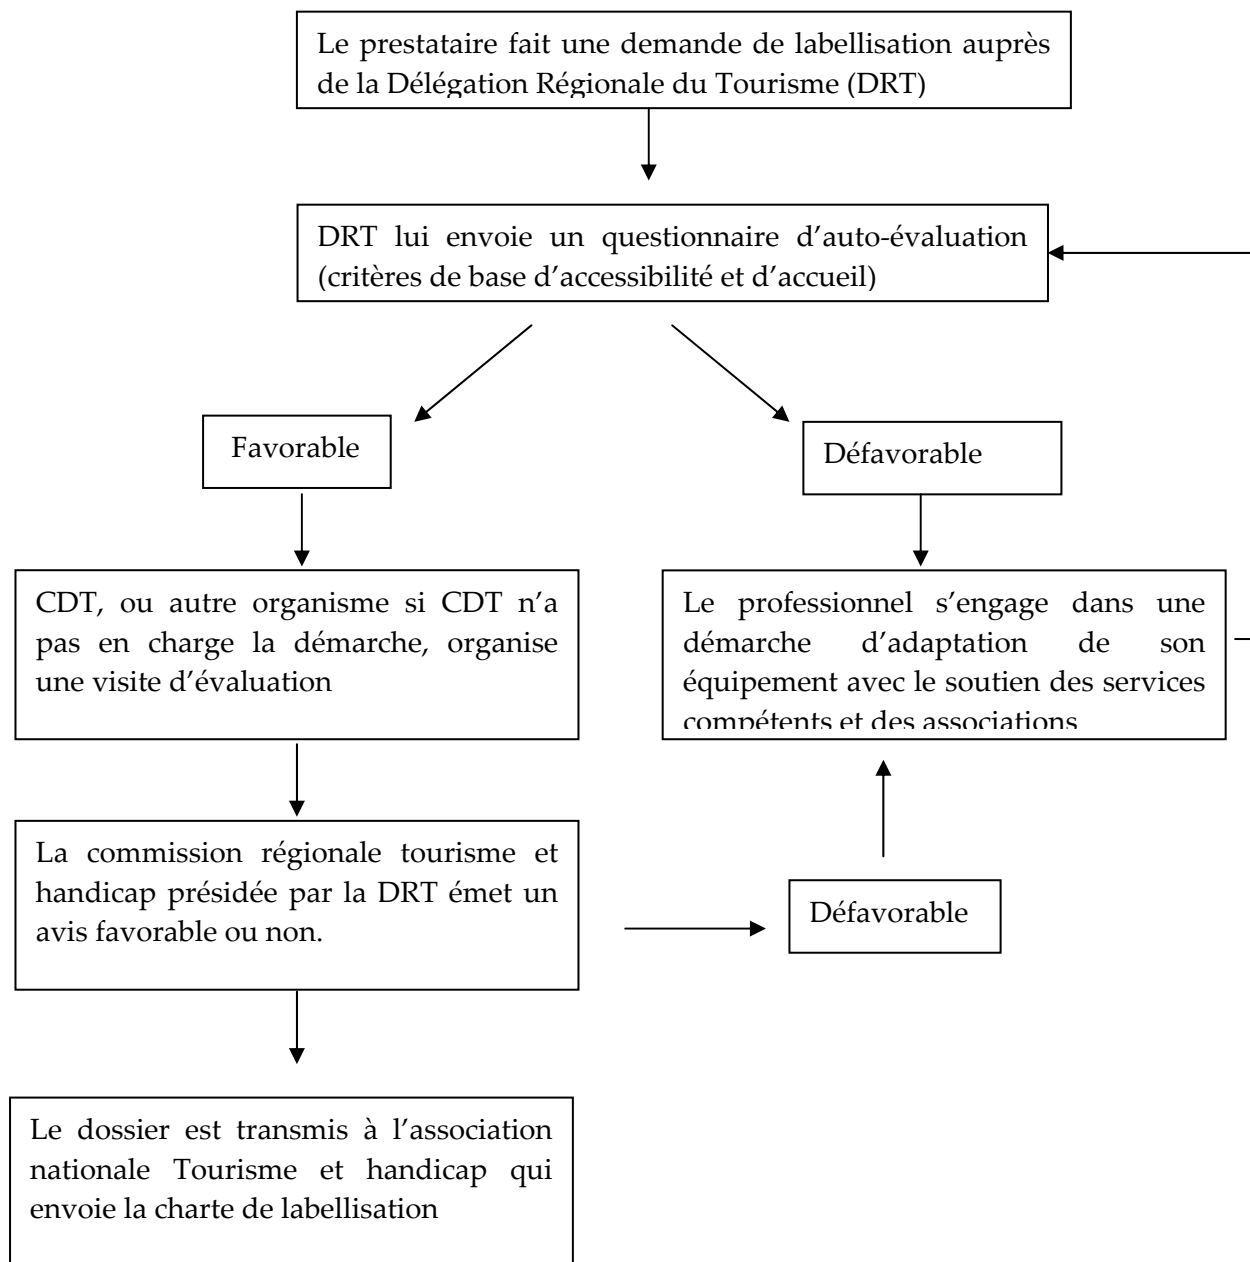 Le prestataire fait une demande de labellisation auprès
de la Délégation Régionale du Tourisme (DRT)
DRT lui envoie un questionnaire d’auto-évaluation
(critères de base d’accessibilité et d’accueil)
Favorable
Défavorable
CDT, ou autre organisme si CDT n’a
pas en charge la démarche, organise
une visite d’évaluation
Le professionnel s’engage dans une
démarche d’adaptation de son
équipement avec le soutien des services
compétents et des associations
La commission régionale tourisme et
handicap présidée par la DRT émet un
avis favorable ou non.
Défavorable
Le dossier est transmis à l’association
nationale Tourisme et handicap qui
envoie la charte de labellisation